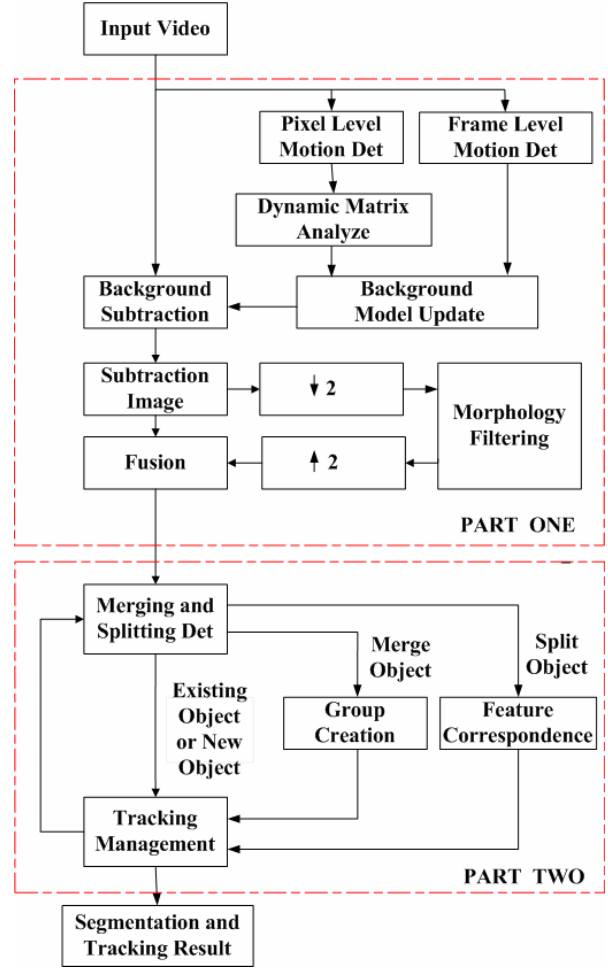 Input Video
Pixel Level
Motion Det
Frame Level
Motion Det
Dynamic Matrix
Analyze
Background
Subtraction
Background
Model Update
Subtraction
Image
↓ 2
Morphology
Filtering
Fusion
↑ 2
PART ONE
Merging and
Splitting Det
Merge
Object
Split
Object
Existing
Object
or New
Object
Group
Creation
Feature
Correspondence
Tracking
Management
PART TWO
Segmentation and
Tracking Result